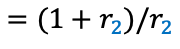 = (1 + r₂)/r₂